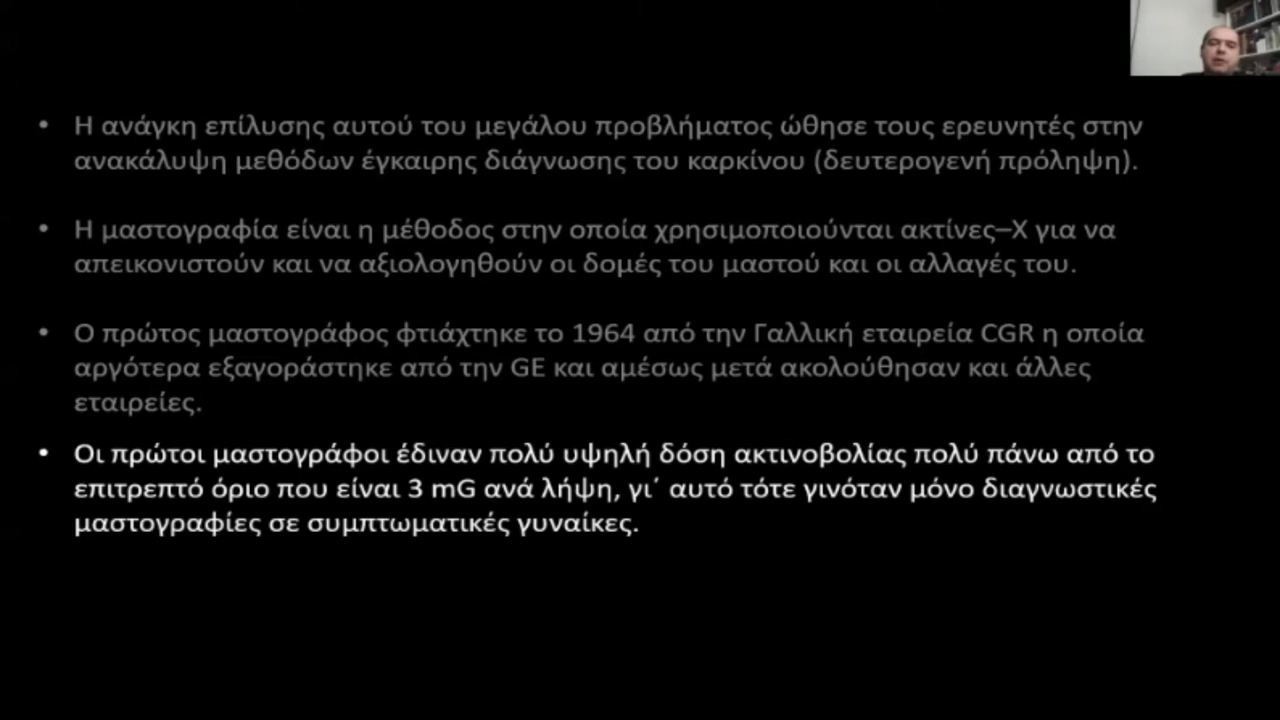 • Η ανάγκη επίλυσης αυτού του μεγάλου προβλήματος ώθησε τους ερευνητές στην
ανακάλυψη μεθόδων έγκαιρης διάγνωσης του καρκίνου (δευτερογενή πρόληψη).
• Η μαστογραφία είναι η μέθοδος στην οποία χρησιμοποιούνται ακτίνες–Χ για να
απεικονιστούν και να αξιολογηθούν οι δομές του μαστού και οι αλλαγές του.
• Ο πρώτος μαστογράφος φτιάχτηκε το 1964 από την Γαλλική εταιρεία CGR η οποία
αργότερα εξαγοράστηκε από την GE και αμέσως μετά ακολούθησαν και άλλες
εταιρείες.
• Οι πρώτοι μαστογράφοι έδιναν πολύ υψηλή δόση ακτινοβολίας πολύ πάνω από το
επιτρεπτό όριο που είναι 3 mG ανά λήψη, γι΄ αυτό τότε γινόταν μόνο διαγνωστικές
μαστογραφίες σε συμπτωματικές γυναίκες.